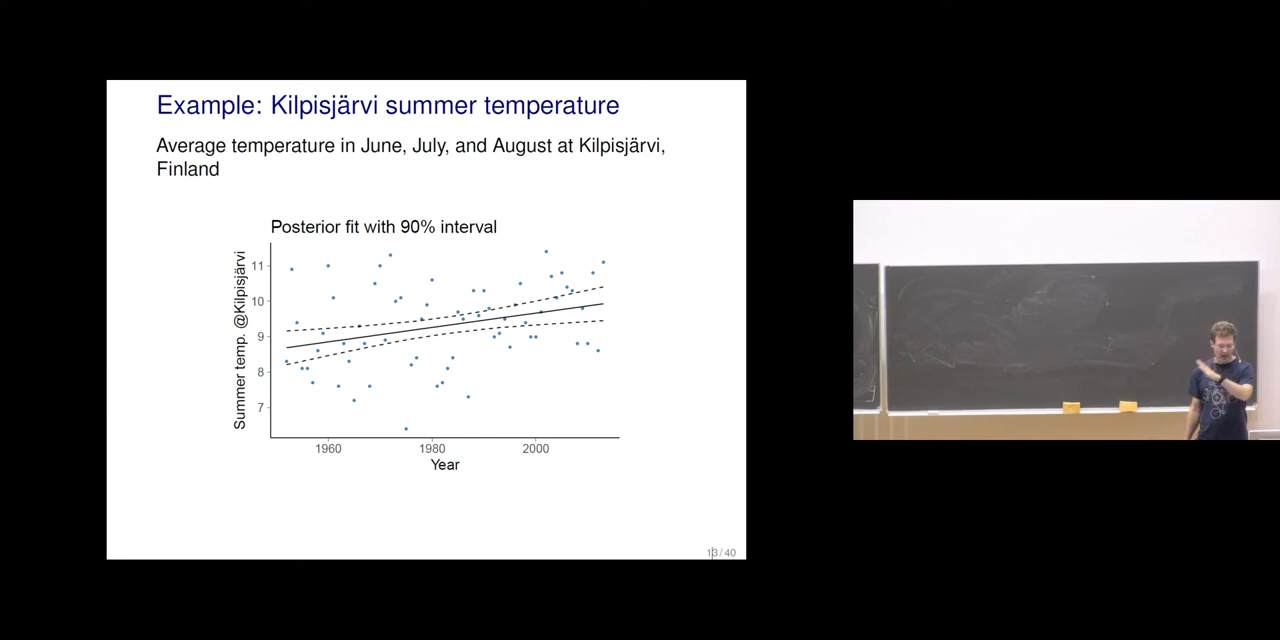 Example: Kilpisjärvi summer temperature
Average temperature in June, July, and August at Kilpisjärvi,
Finland
Posterior fit with 90% interval
Summer temp. @Kilpisjärvi
11
10
9
8
7
1960
1980
2000
Year
13 / 40